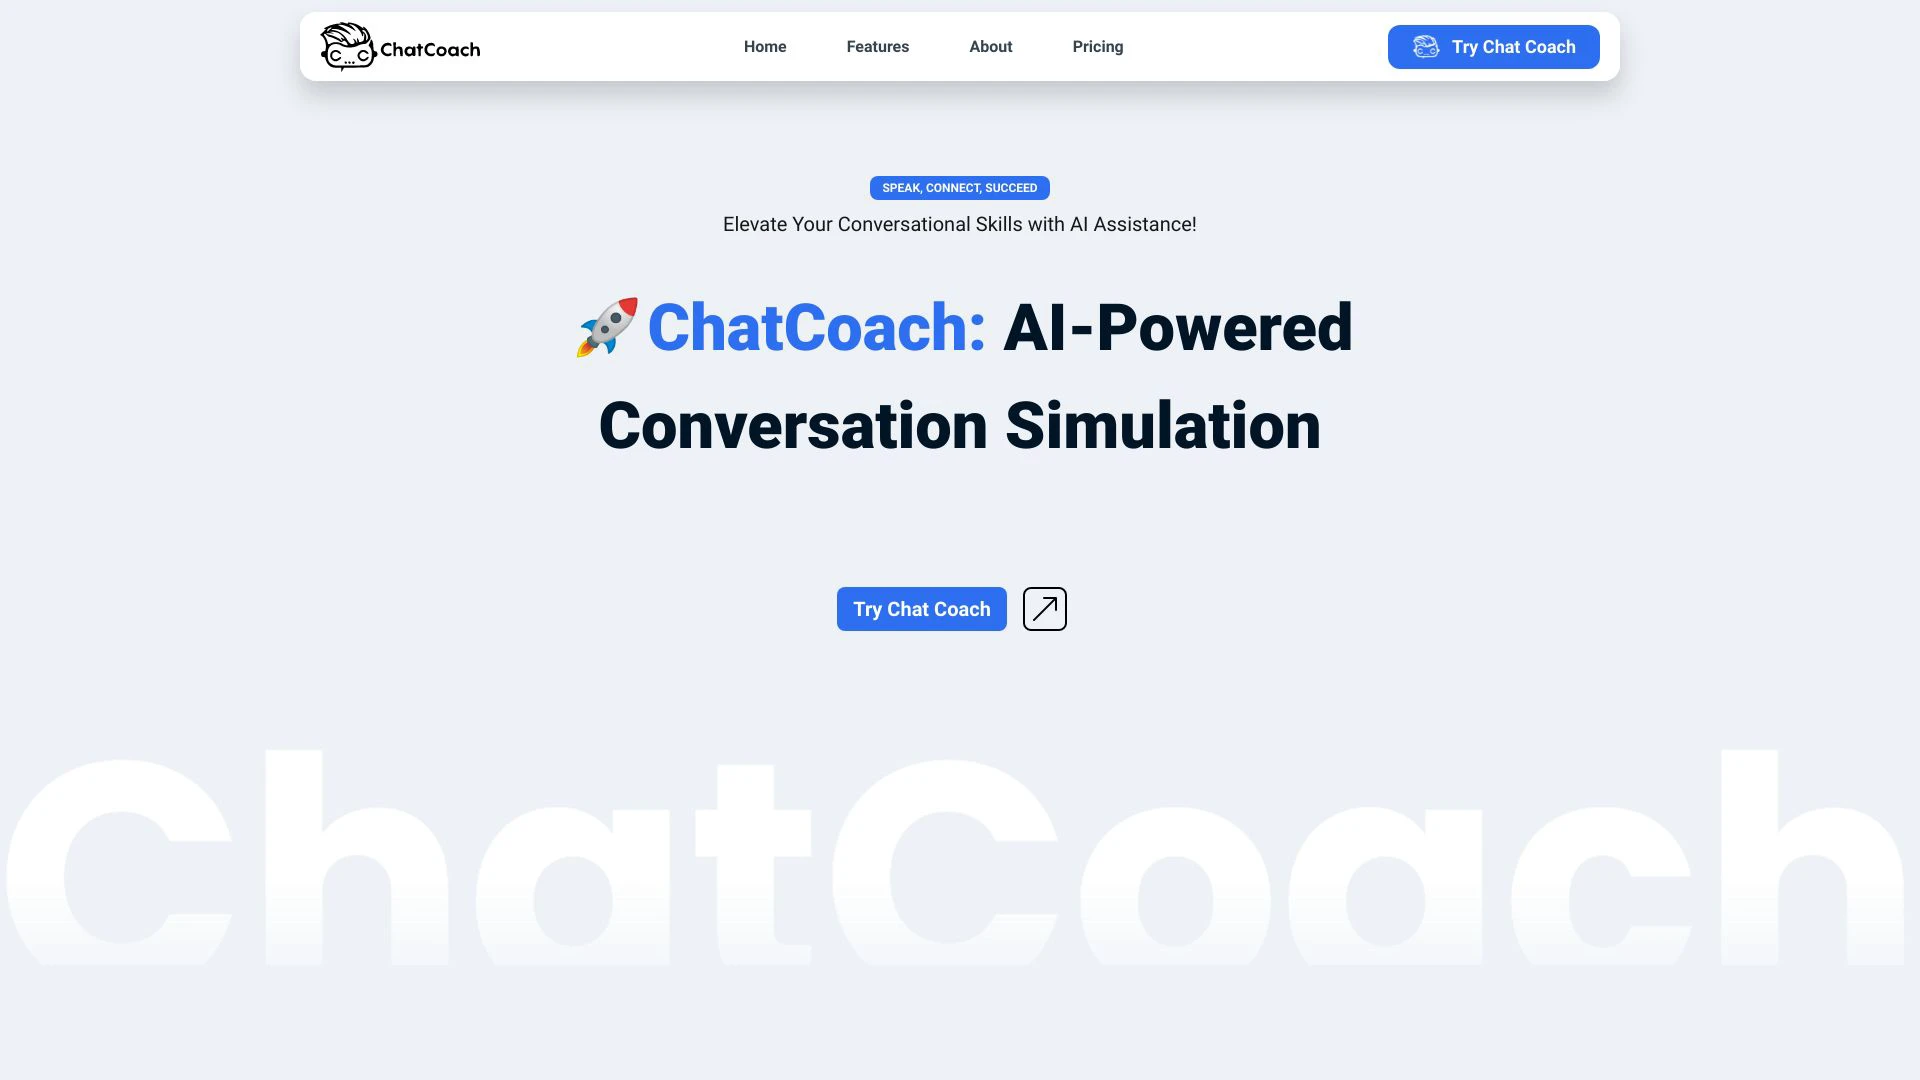 ChatCoach
Home
Features
About
Pricing
Try Chat Coach
SPEAK, CONNECT, SUCCEED
Elevate Your Conversational Skills with AI Assistance!
🚀ChatCoach: AI-Powered
Conversation Simulation
Try Chat Coach
ChatCoach